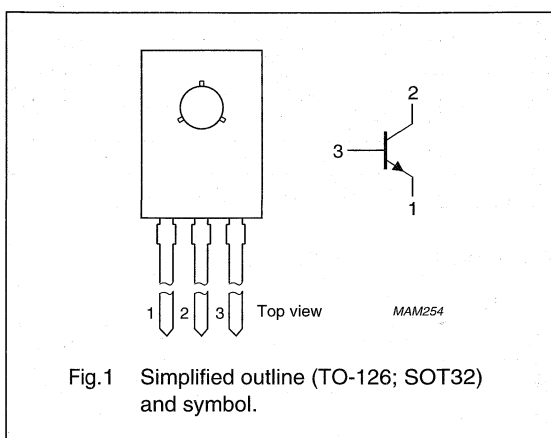 2
3
1
1 2 3 Top view
MAM254
Fig.1 Simplified outline (TO-126; SOT32)
and symbol.